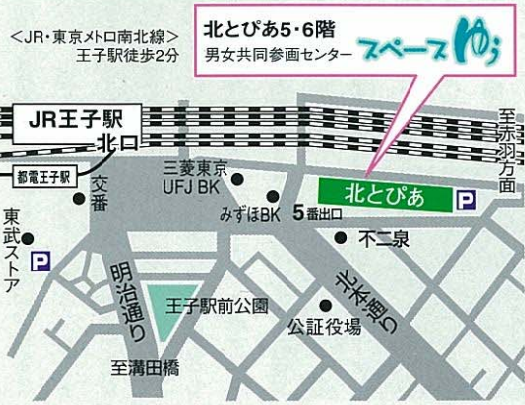 ＜JR・東京メトロ南北線＞
王子駅徒歩2分
北とぴあ5・6階
男女共同参画センター スペースゆう
JR王子駅
北口
至赤羽方面
都電王子駅
交番
三菱東京
UFJ BK
みずほBK
5番出口
北とぴあ
P
東武ストア
P
不二泉
明治通り
王子駅前公園
北本通り
公証役場
至溝田橋